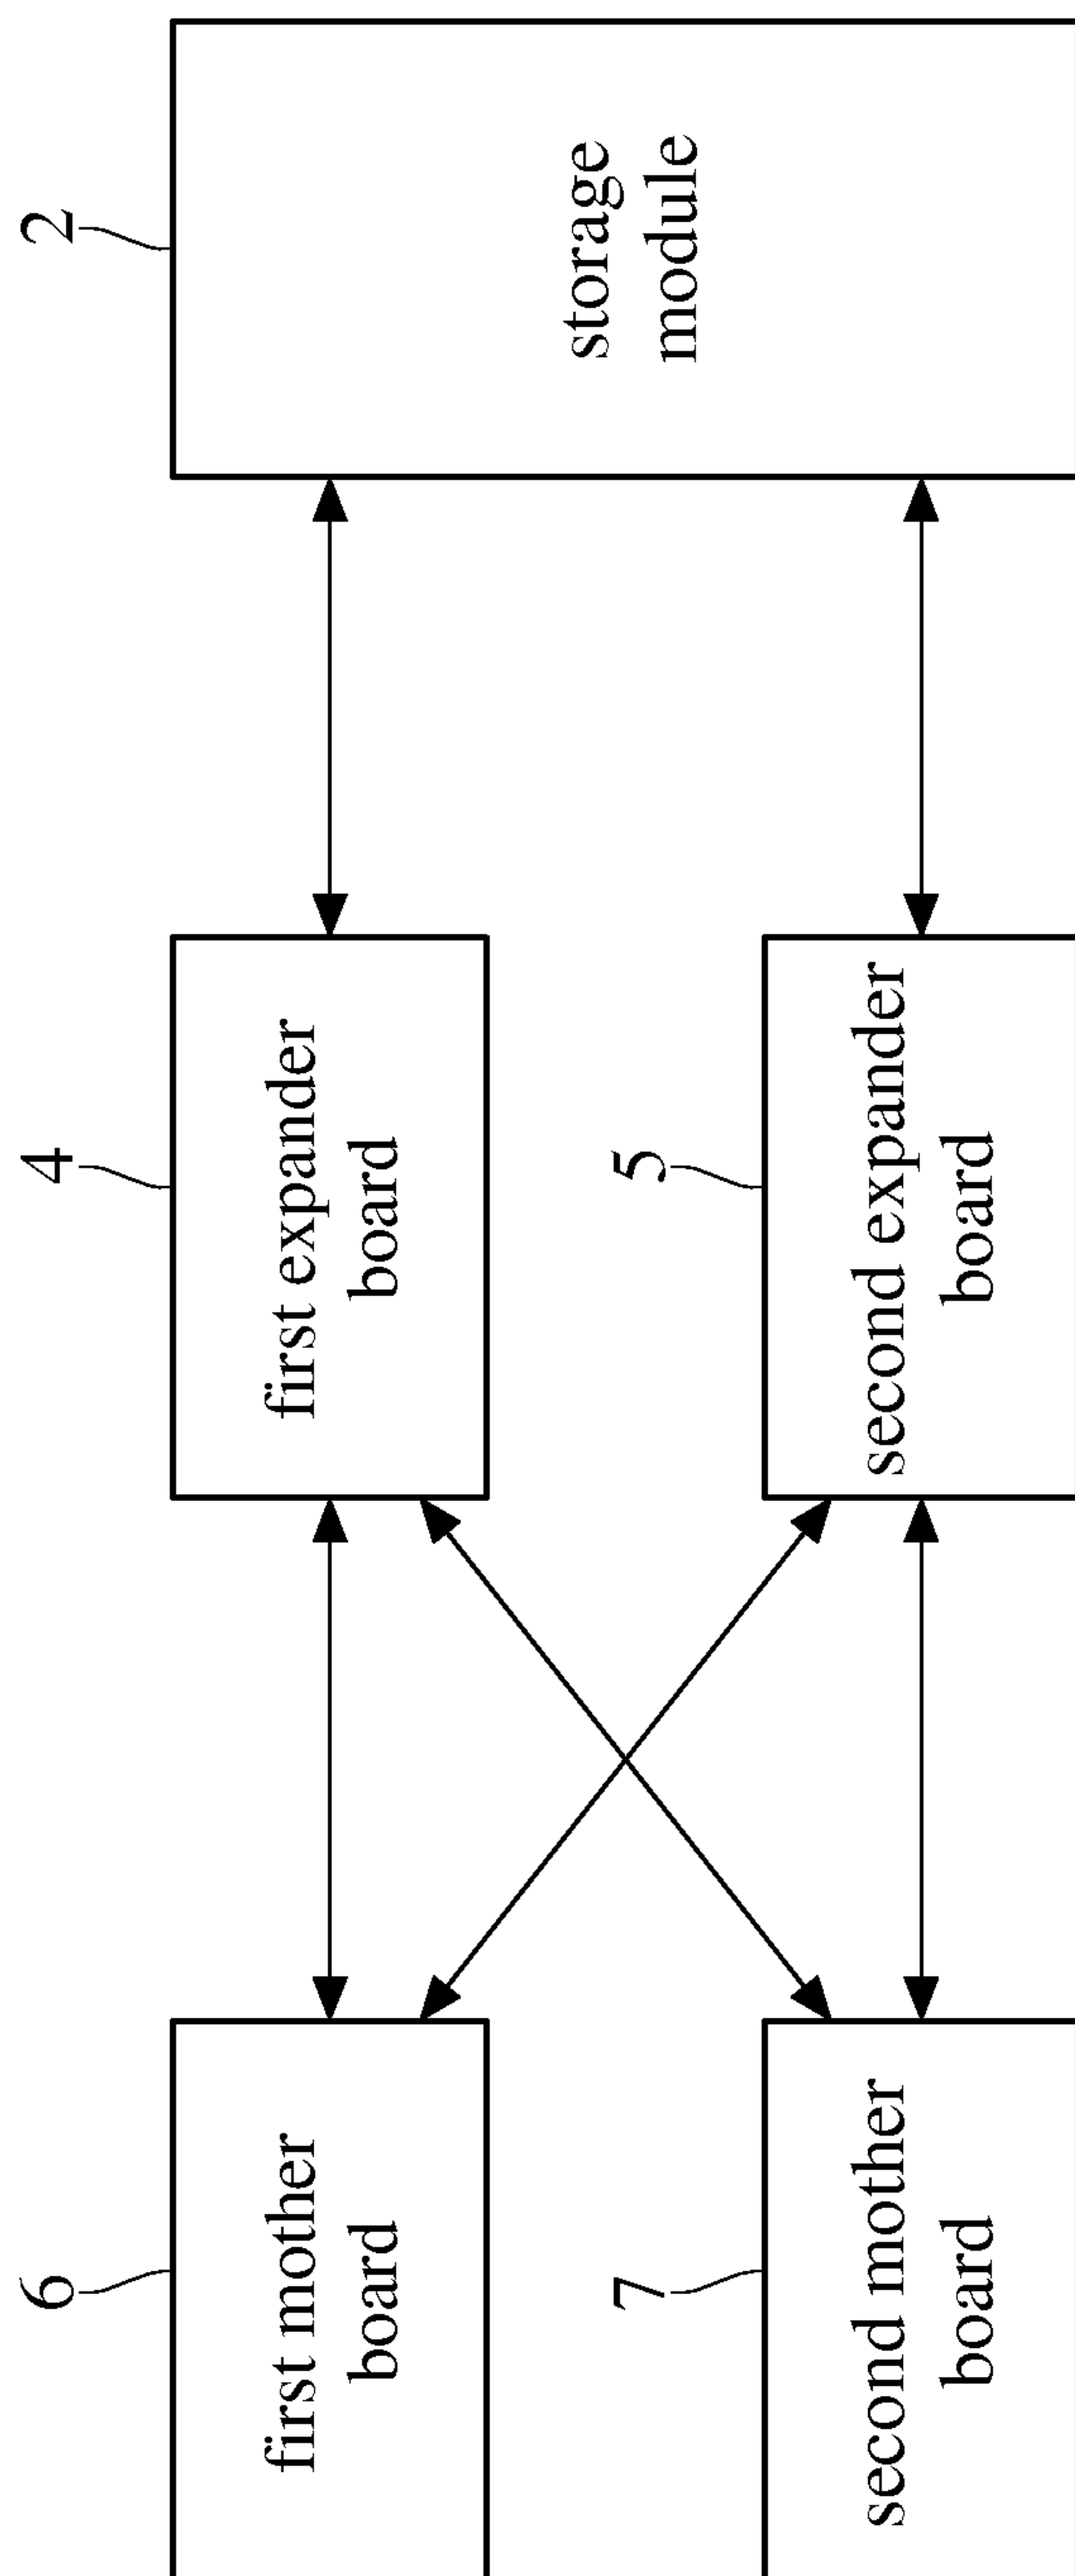 6
first mother
board
4
first expander
board
2
storage
module
7
second mother
board
5
second expander
board